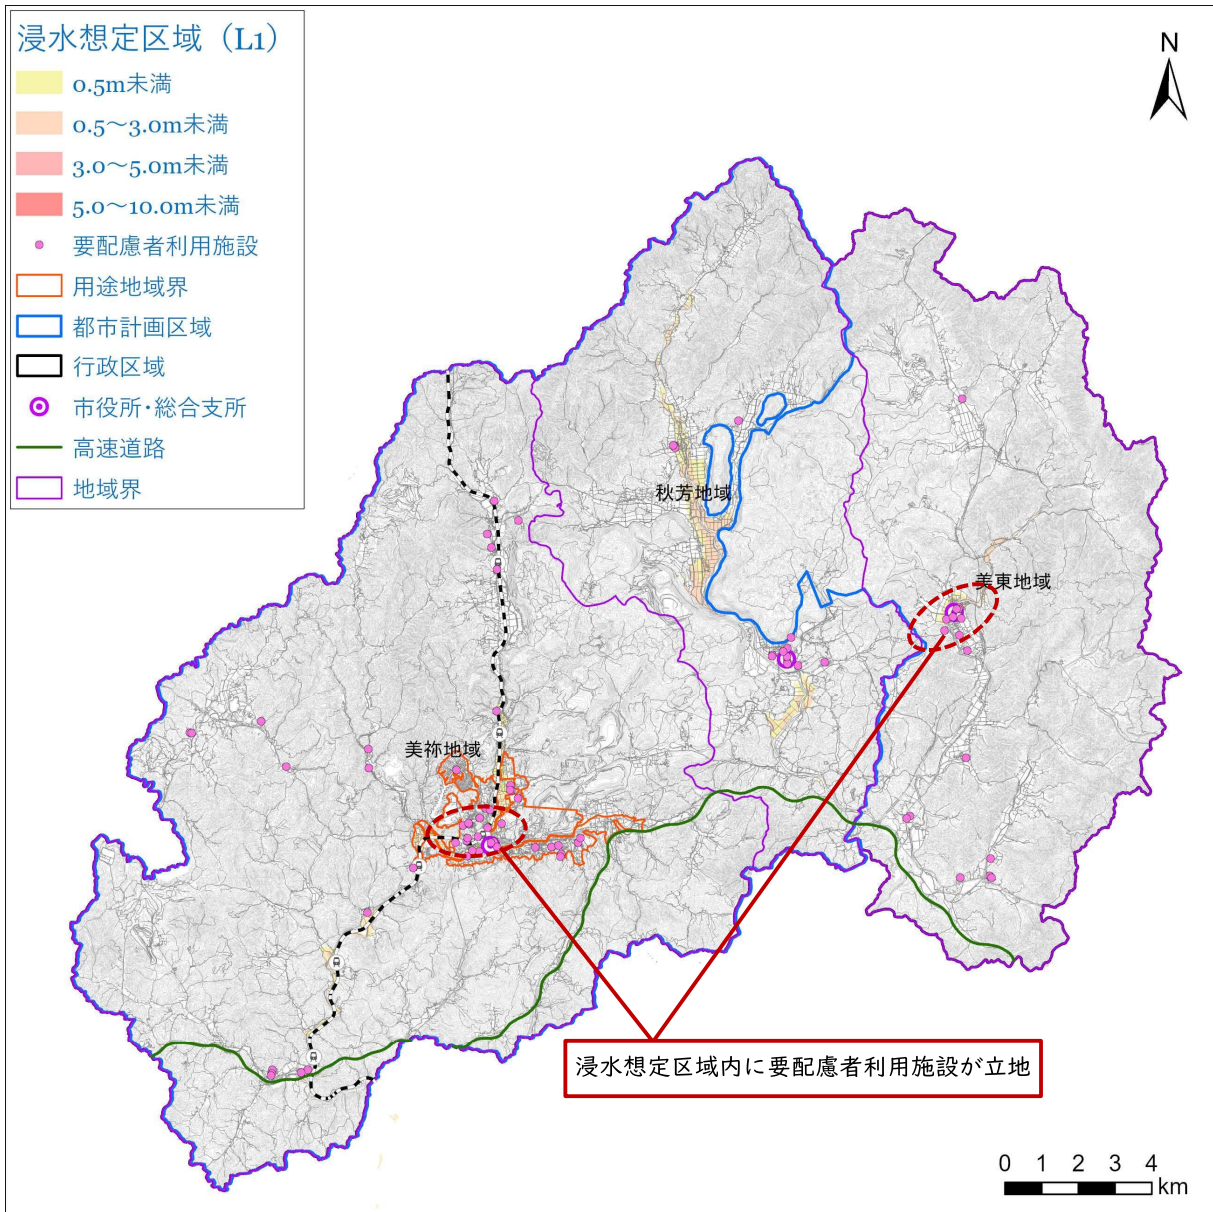 浸水想定区域（L1）
0.5m未満
0.5～3.0m未満
3.0～5.0m未満
5.0～10.0m未満
要配慮者利用施設
用途地域界
都市計画区域
行政区域
市役所・総合支所
高速道路
地域界
N
秋芳地域
美東地域
美祢地域
浸水想定区域内に要配慮者利用施設が立地
0 1 2 3 4
km